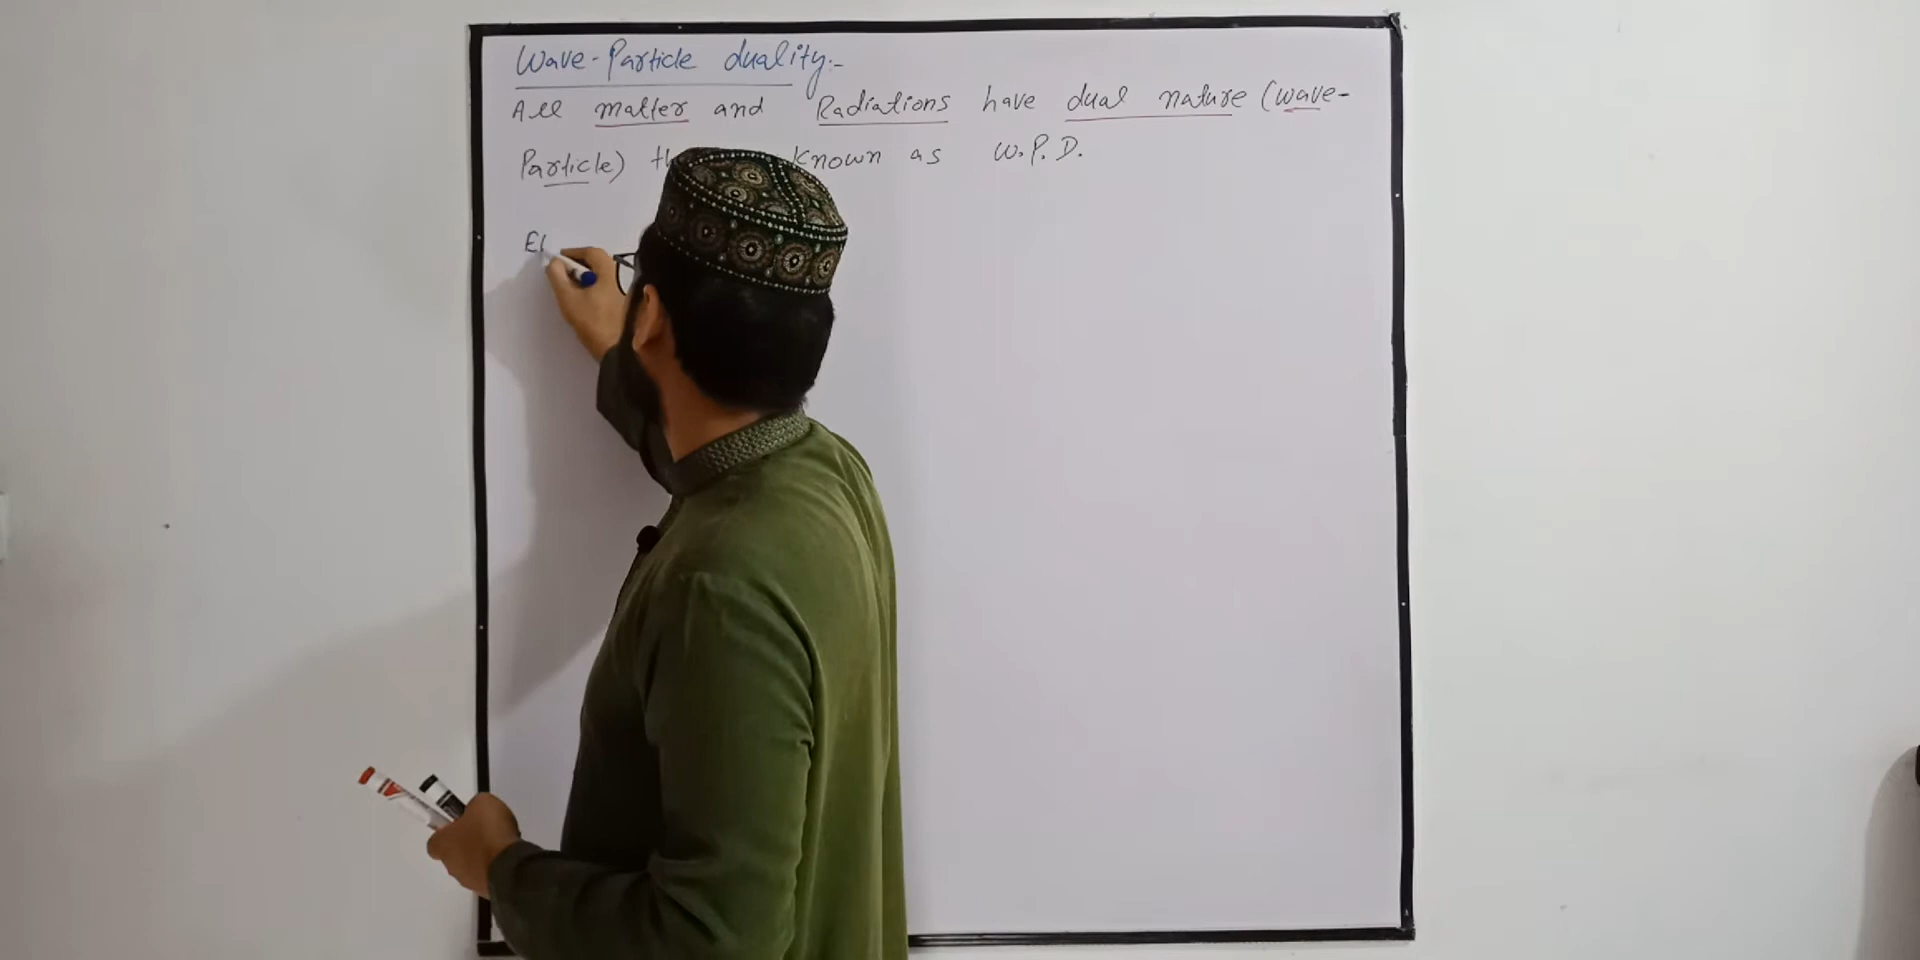 Wave-Particle duality:-
All matter and Radiations have dual nature (wave-
Particle) known as W.P.D.
El